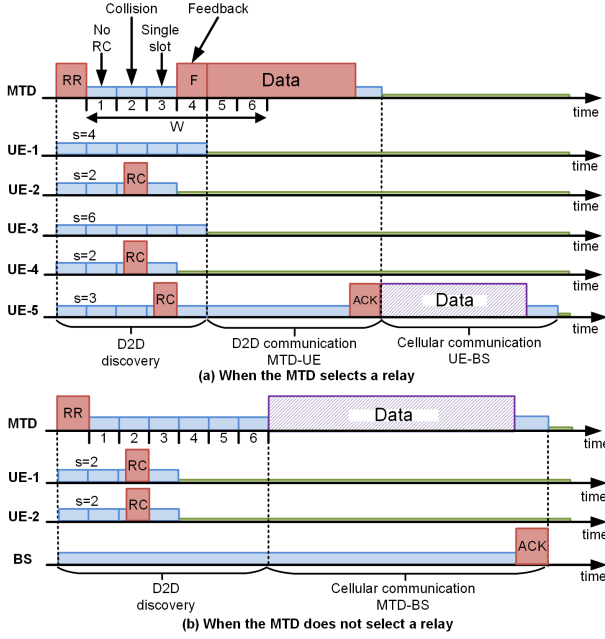 Collision
Feedback
No Single
RC slot
RR F Data
MTD
1 2 3 4 5 6 time
W
s=4
UE-1
time
s=2 RC
UE-2
time
UE-3 s=6
time
s=2 RC
UE-4
time
s=3 RC ACK Data
UE-5
time
D2D D2D communication Cellular communication
discovery MTD-UE UE-BS
(a) When the MTD selects a relay
RR Data
MTD
1 2 3 4 5 6 time
s=2 RC
UE-1
time
s=2 RC
UE-2
time
ACK
BS
time
D2D Cellular communication
discovery MTD-BS
(b) When the MTD does not select a relay